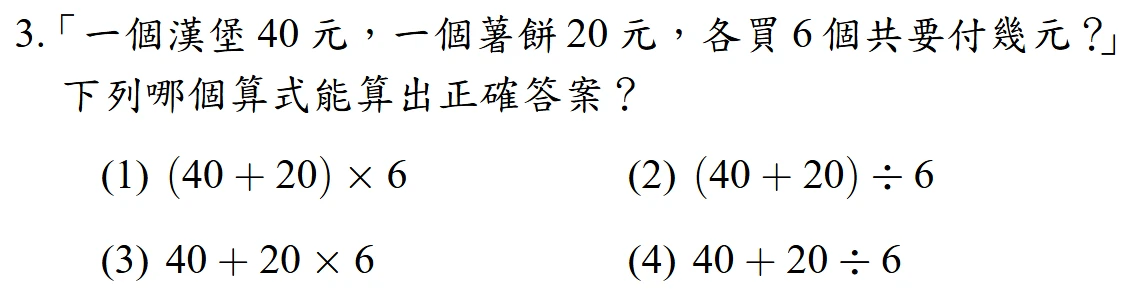 3.「一個漢堡 40 元，一個薯餅 20 元，各買 6 個共要付幾元？」
下列哪個算式能算出正確答案？
(1) (40 + 20) × 6 (2) (40 + 20) ÷ 6
(3) 40 + 20 × 6 (4) 40 + 20 ÷ 6